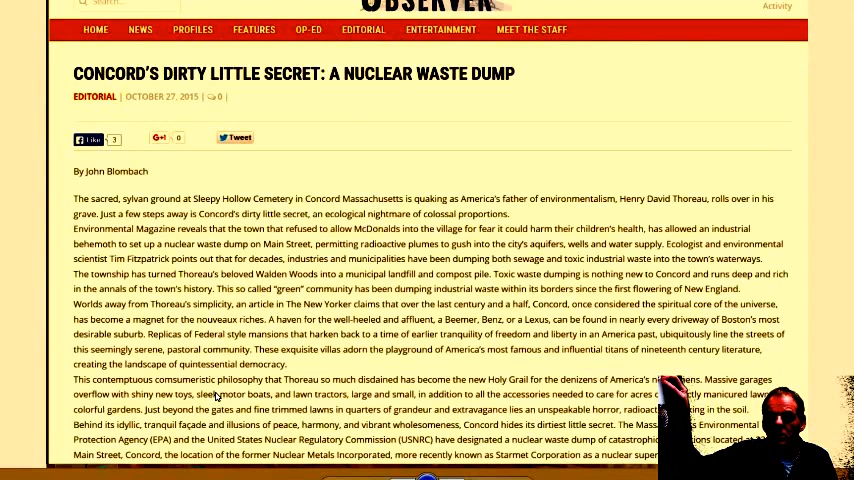 Search...
OBSERVER
Activity
HOME NEWS PROFILES FEATURES OP-ED EDITORIAL ENTERTAINMENT MEET THE STAFF
CONCORD'S DIRTY LITTLE SECRET: A NUCLEAR WASTE DUMP
EDITORIAL | OCTOBER 27, 2015 | 0 |
Like 3 G+1 0 Tweet
By John Blombach
The sacred, sylvan ground at Sleepy Hollow Cemetery in Concord Massachusetts is quaking as America's father of environmentalism, Henry David Thoreau, rolls over in his
grave. Just a few steps away is Concord's dirty little secret, an ecological nightmare of colossal proportions.
Environmental Magazine reveals that the town that refused to allow McDonalds into the village for fear it could harm their children's health, has allowed an industrial
behemoth to set up a nuclear waste dump on Main Street, permitting radioactive plumes to gush into the city's aquifers, wells and water supply. Ecologist and environmental
scientist Tim Fitzpatrick points out that for decades, industries and municipalities have been dumping both sewage and toxic industrial waste into the town's waterways.
The township has turned Thoreau's beloved Walden Woods into a municipal landfill and compost pile. Toxic waste dumping is nothing new to Concord and runs deep and rich
in the annals of the town's history. This so called "green" community has been dumping industrial waste within its borders since the first flowering of New England.
Worlds away from Thoreau's simplicity, an article in The New Yorker claims that over the last century and a half, Concord, once considered the spiritual core of the universe,
has become a magnet for the nouveaux riches. A haven for the well-heeled and affluent, a Beemer, Benz, or a Lexus, can be found in nearly every driveway of Boston's most
desirable suburb. Replicas of Federal style mansions that harken back to a time of earlier tranquility of freedom and liberty in an America past, ubiquitously line the streets of
this seemingly serene, pastoral community. These exquisite villas adorn the playground of America's most famous and influential titans of nineteenth century literature,
creating the landscape of quintessential democracy.
This contemptuous comsumeristic philosophy that Thoreau so much disdained has become the new Holy Grail for the denizens of America's Massive garages
overflow with shiny new toys, sleek motor boats, and lawn tractors, large and small, in addition to all the accessories needed to care for acres manicured lawn
colorful gardens. Just beyond the gates and fine trimmed lawns in quarters of grandeur and extravagance lies an unspeakable horror, in the soil.
Behind its idyllic, tranquil façade and illusions of peace, harmony, and vibrant wholesomeness, Concord hides its dirtiest secret. The Environmental
Protection Agency (EPA) and the United States Nuclear Regulatory Commission (USNRC) have designated a nuclear waste dump of located at
Main Street, Concord, the location of the former Nuclear Metals Incorporated, more recently known as Starmet Corporation as a nuclear